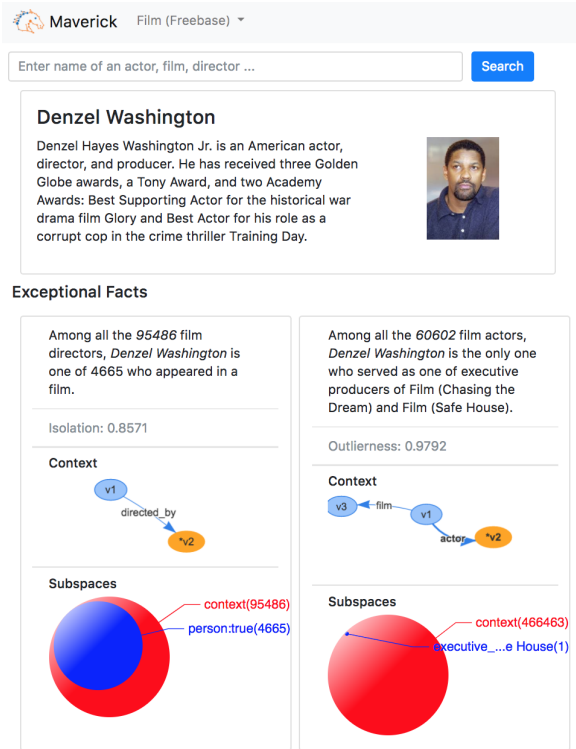 Maverick Film (Freebase)
Enter name of an actor, film, director ...
Search
Denzel Washington
Denzel Hayes Washington Jr. is an American actor,
director, and producer. He has received three Golden
Globe awards, a Tony Award, and two Academy
Awards: Best Supporting Actor for the historical war
drama film Glory and Best Actor for his role as a
corrupt cop in the crime thriller Training Day.
Exceptional Facts
Among all the 95486 film
directors, Denzel Washington is
one of 4665 who appeared in a
film.
Isolation: 0.8571
Context
v1
directed_by
*v2
Subspaces
context(95486)
person:true(4665)
Among all the 60602 film actors,
Denzel Washington is the only one
who served as one of executive
producers of Film (Chasing the
Dream) and Film (Safe House).
Outlierness: 0.9792
Context
v3
film
v1
actor
*v2
Subspaces
context(466463)
executive_...e House(1)